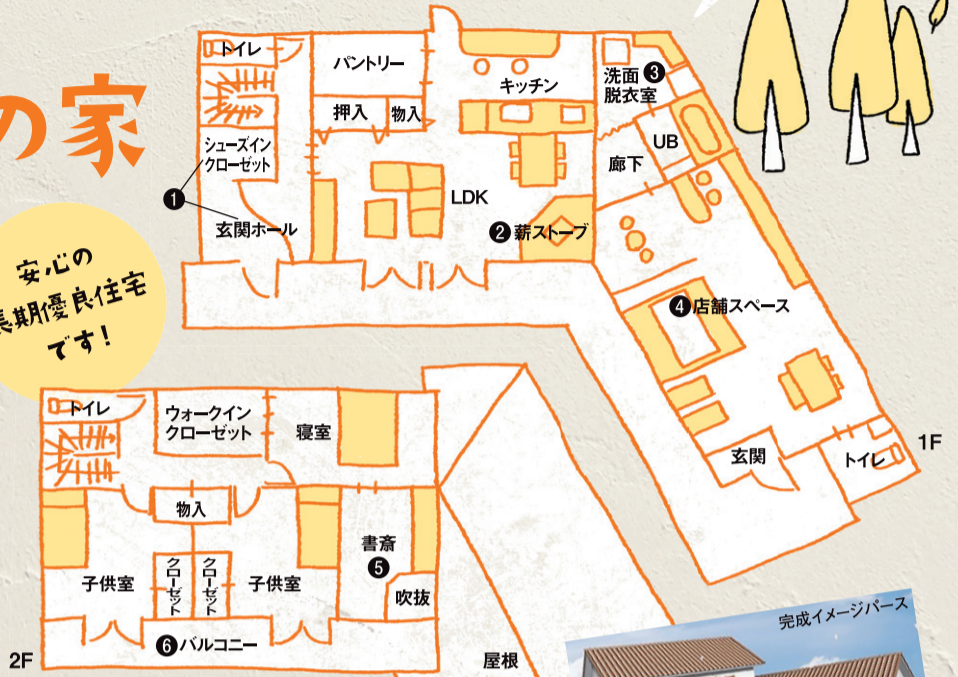 の家
安心の
長期優良住宅
です!
トイレ
パントリー
キッチン
洗面
脱衣室
❸
押入
物入
シューズイン
クローゼット
UB
廊下
❶
LDK
玄関ホール
❷薪ストーブ
❹店舗スペース
玄関
トイレ
1F
トイレ
ウォークイン
クローゼット
寝室
物入
書斎
❺
子供室
クローゼット
クローゼット
子供室
吹抜
❻バルコニー
2F
屋根
完成イメージパース